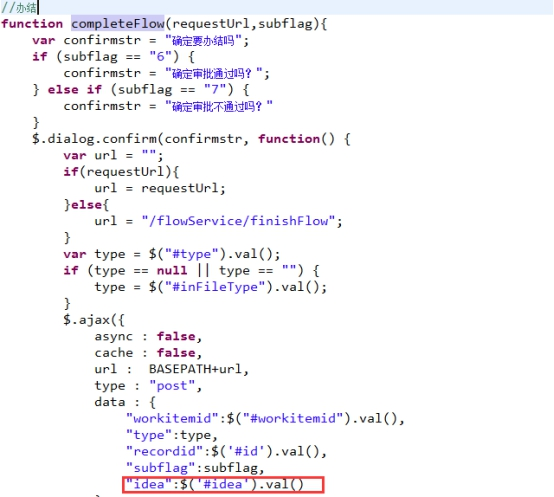 //办结
function completeFlow(requestUrl,subflag){
var confirmstr = "确定要办结吗";
if (subflag == "6") {
confirmstr = "确定审批通过吗？";
} else if (subflag == "7") {
confirmstr = "确定审批不通过吗？"
}
$.dialog.confirm(confirmstr, function() {
var url = "";
if(requestUrl){
url = requestUrl;
}else{
url = "/flowService/finishFlow";
}
var type = $("#type").val();
if (type == null || type == "") {
type = $("#inFileType").val();
}
$.ajax({
async : false,
cache : false,
url :  BASEPATH+url,
type : "post",
data : {
"workitemid":$("#workitemid").val(),
"type":type,
"recordid":$('#id').val(),
"subflag":subflag,
"idea":$('#idea').val()